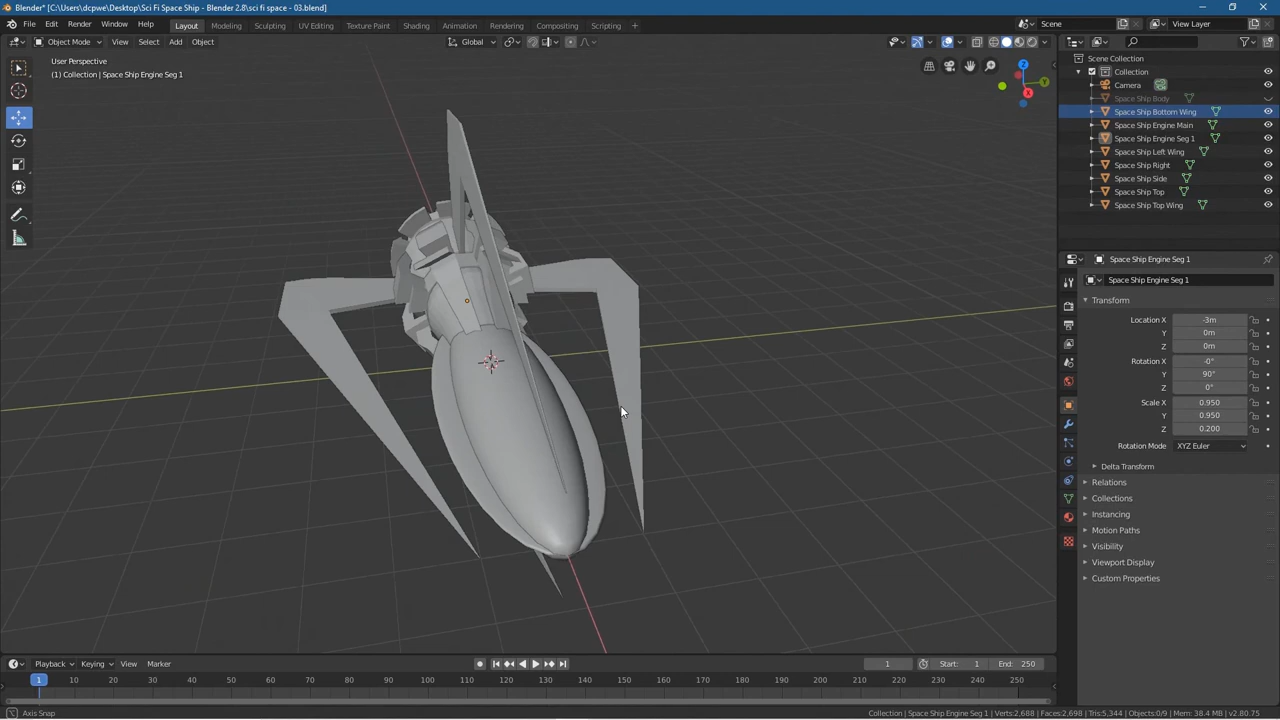 Blender* [C:\Users\dcpwe\Desktop\Sci Fi Space Ship - Blender 2.8\sci fi space - 03.blend]
File Edit Render Window Help Layout Modeling Sculpting UV Editing Texture Paint Shading Animation Rendering Compositing Scripting + Scene View Layer
Object Mode View Select Add Object Global
User Perspective
(1) Collection | Space Ship Engine Seg 1
Z
Y
X
Scene Collection
Collection
Camera
Space Ship Body
Space Ship Bottom Wing
Space Ship Engine Main
Space Ship Engine Seg 1
Space Ship Left Wing
Space Ship Right
Space Ship Side
Space Ship Top
Space Ship Top Wing
Space Ship Engine Seg 1
Space Ship Engine Seg 1
Transform
Location X -3m
Y 0m
Z 0m
Rotation X -0°
Y 90°
Z 0°
Scale X 0.950
Y 0.950
Z 0.200
Rotation Mode XYZ Euler
Delta Transform
Relations
Collections
Instancing
Motion Paths
Visibility
Viewport Display
Custom Properties
Playback Keying View Marker 1 Start: 1 End: 250
1 10 20 30 40 50 60 70 80 90 100 110 120 130 140 150 160 170 180 190 200 210 220 230 240 250
Axis Snap
Collection | Space Ship Engine Seg 1 | Verts:2,688 | Faces:2,698 | Tris:5,344 | Objects:0/9 | Mem: 38.4 MB | v2.80.75